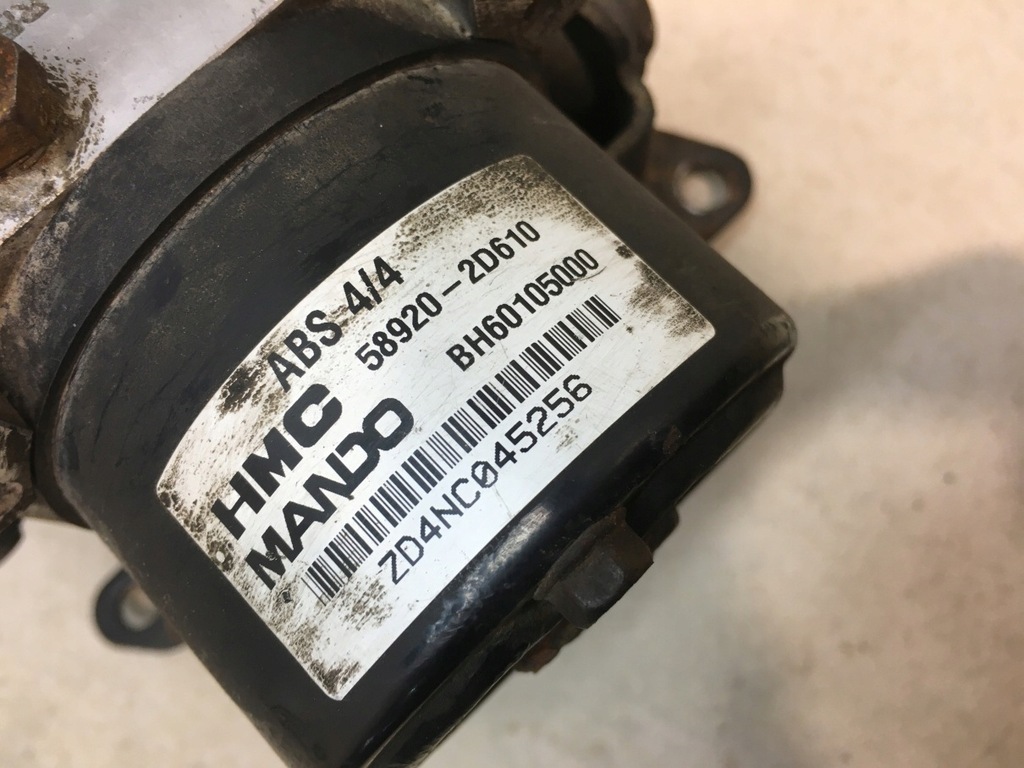 ABS 4/4
HMC 58920-2D610
MANDO BH60105000
ZD4NC045256